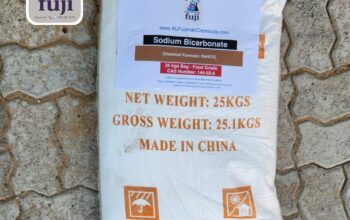 fuji
fuji
www.ALFujairahChemicals.com
Sodium Bicarbonate
Chemical Formula: NaHCO3
25 kgs Bag - Food Grade
CAS Number: 144-55-8
NET WEIGHT: 25KGS
GROSS WEIGHT: 25.1KGS
MADE IN CHINA